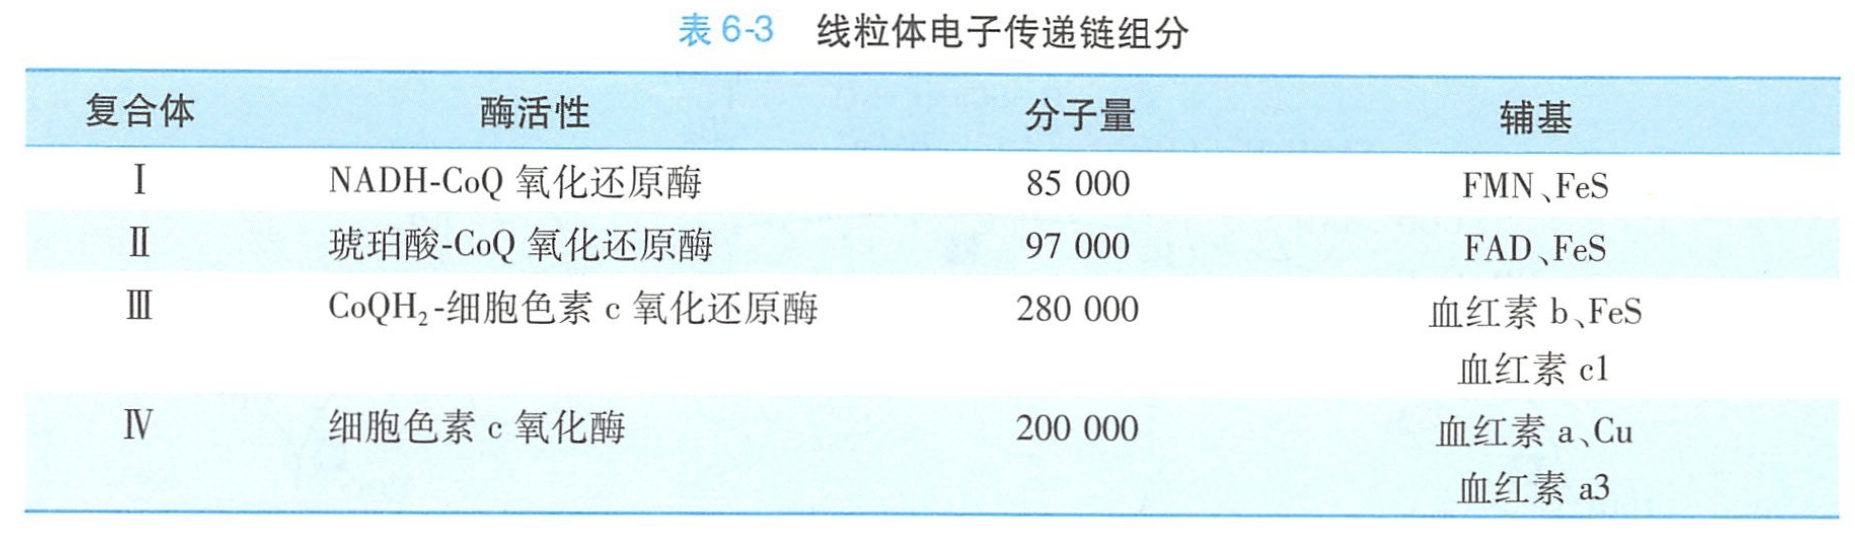 表 6-3 线粒体电子传递链组分
复合体 酶活性 分子量 辅基
Ⅰ NADH-CoQ 氧化还原酶 85 000 FMN、FeS
Ⅱ 琥珀酸-CoQ 氧化还原酶 97 000 FAD、FeS
Ⅲ CoQH₂-细胞色素 c 氧化还原酶 280 000 血红素 b、FeS
血红素 c1
Ⅳ 细胞色素 c 氧化酶 200 000 血红素 a、Cu
血红素 a3